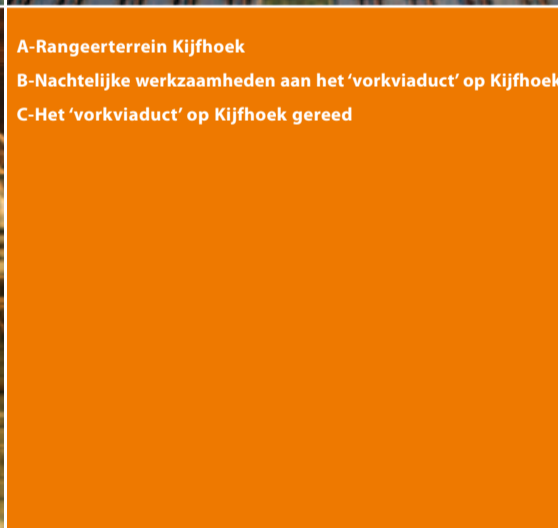 A-Rangeerterrein Kijfhoek
B-Nachtelijke werkzaamheden aan het ‘vorkviaduct’ op Kijfhoek
C-Het ‘vorkviaduct’ op Kijfhoek gereed